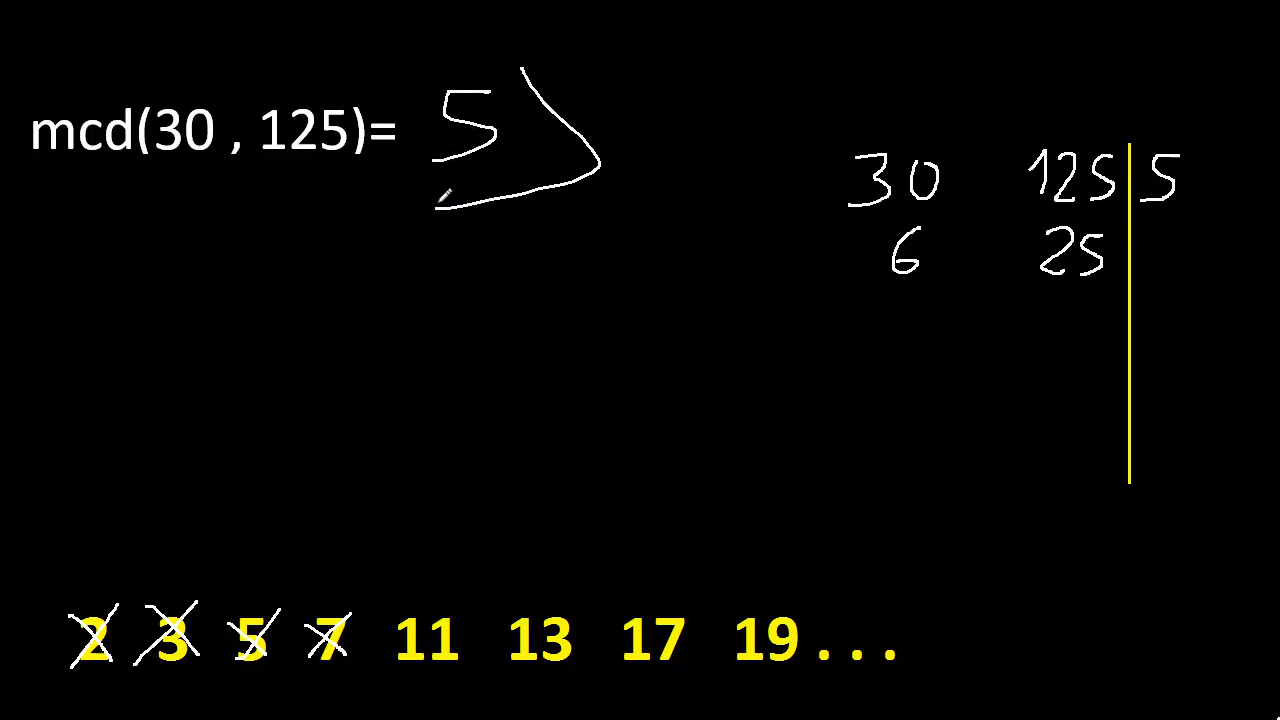 mcd(30 , 125)= 5
30 125 5
6 25
2 3 5 7 11 13 17 19 . . .